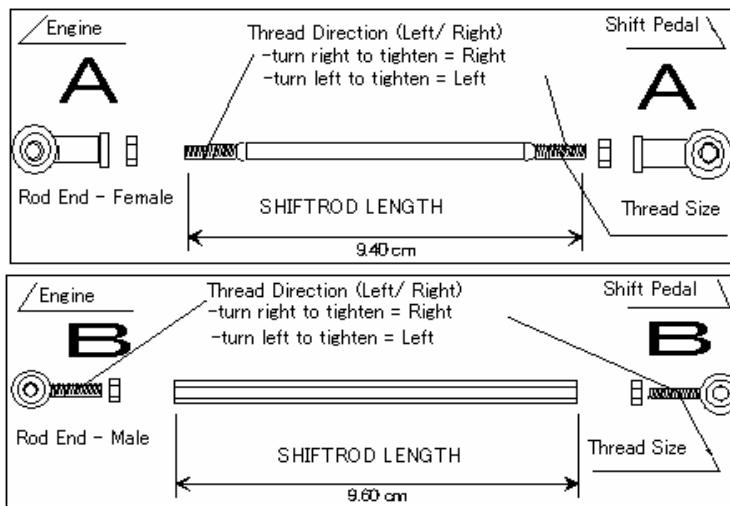 Engine
Thread Direction (Left/ Right)
Shift Pedal
-turn right to tighten = Right
-turn left to tighten = Left
A
A
Rod End - Female
SHIFTROD LENGTH
Thread Size
9.40 cm
Engine
Thread Direction (Left/ Right)
Shift Pedal
-turn right to tighten = Right
-turn left to tighten = Left
B
B
Rod End - Male
SHIFTROD LENGTH
Thread Size
9.60 cm